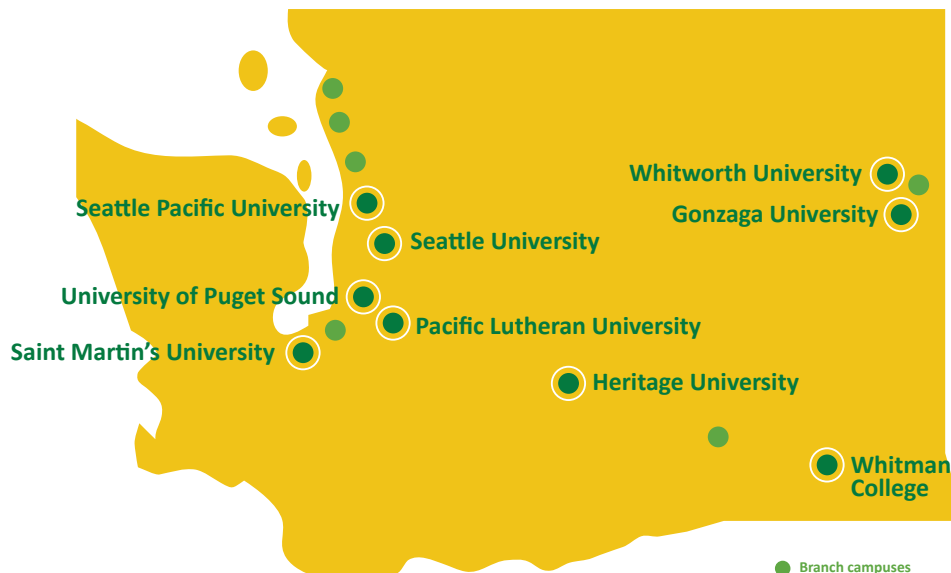 Whitworth University
Seattle Pacific University
Gonzaga University
Seattle University
University of Puget Sound
Pacific Lutheran University
Saint Martin’s University
Heritage University
Whitman
College
Branch campuses